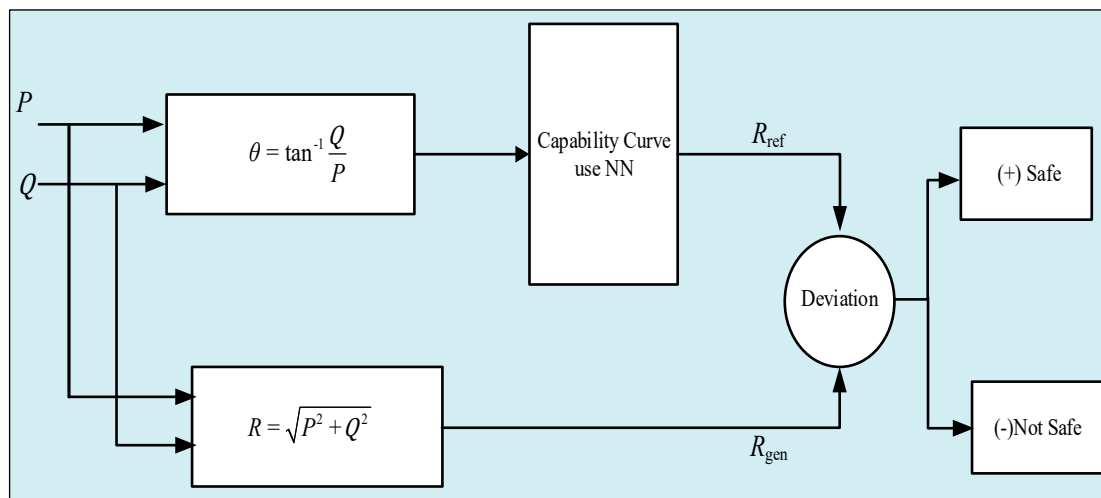 P
Q
θ = tan⁻¹ Q/P
Capability Curve
use NN
R_ref
(+) Safe
Deviation
R = √(P² + Q²)
R_gen
(-)Not Safe